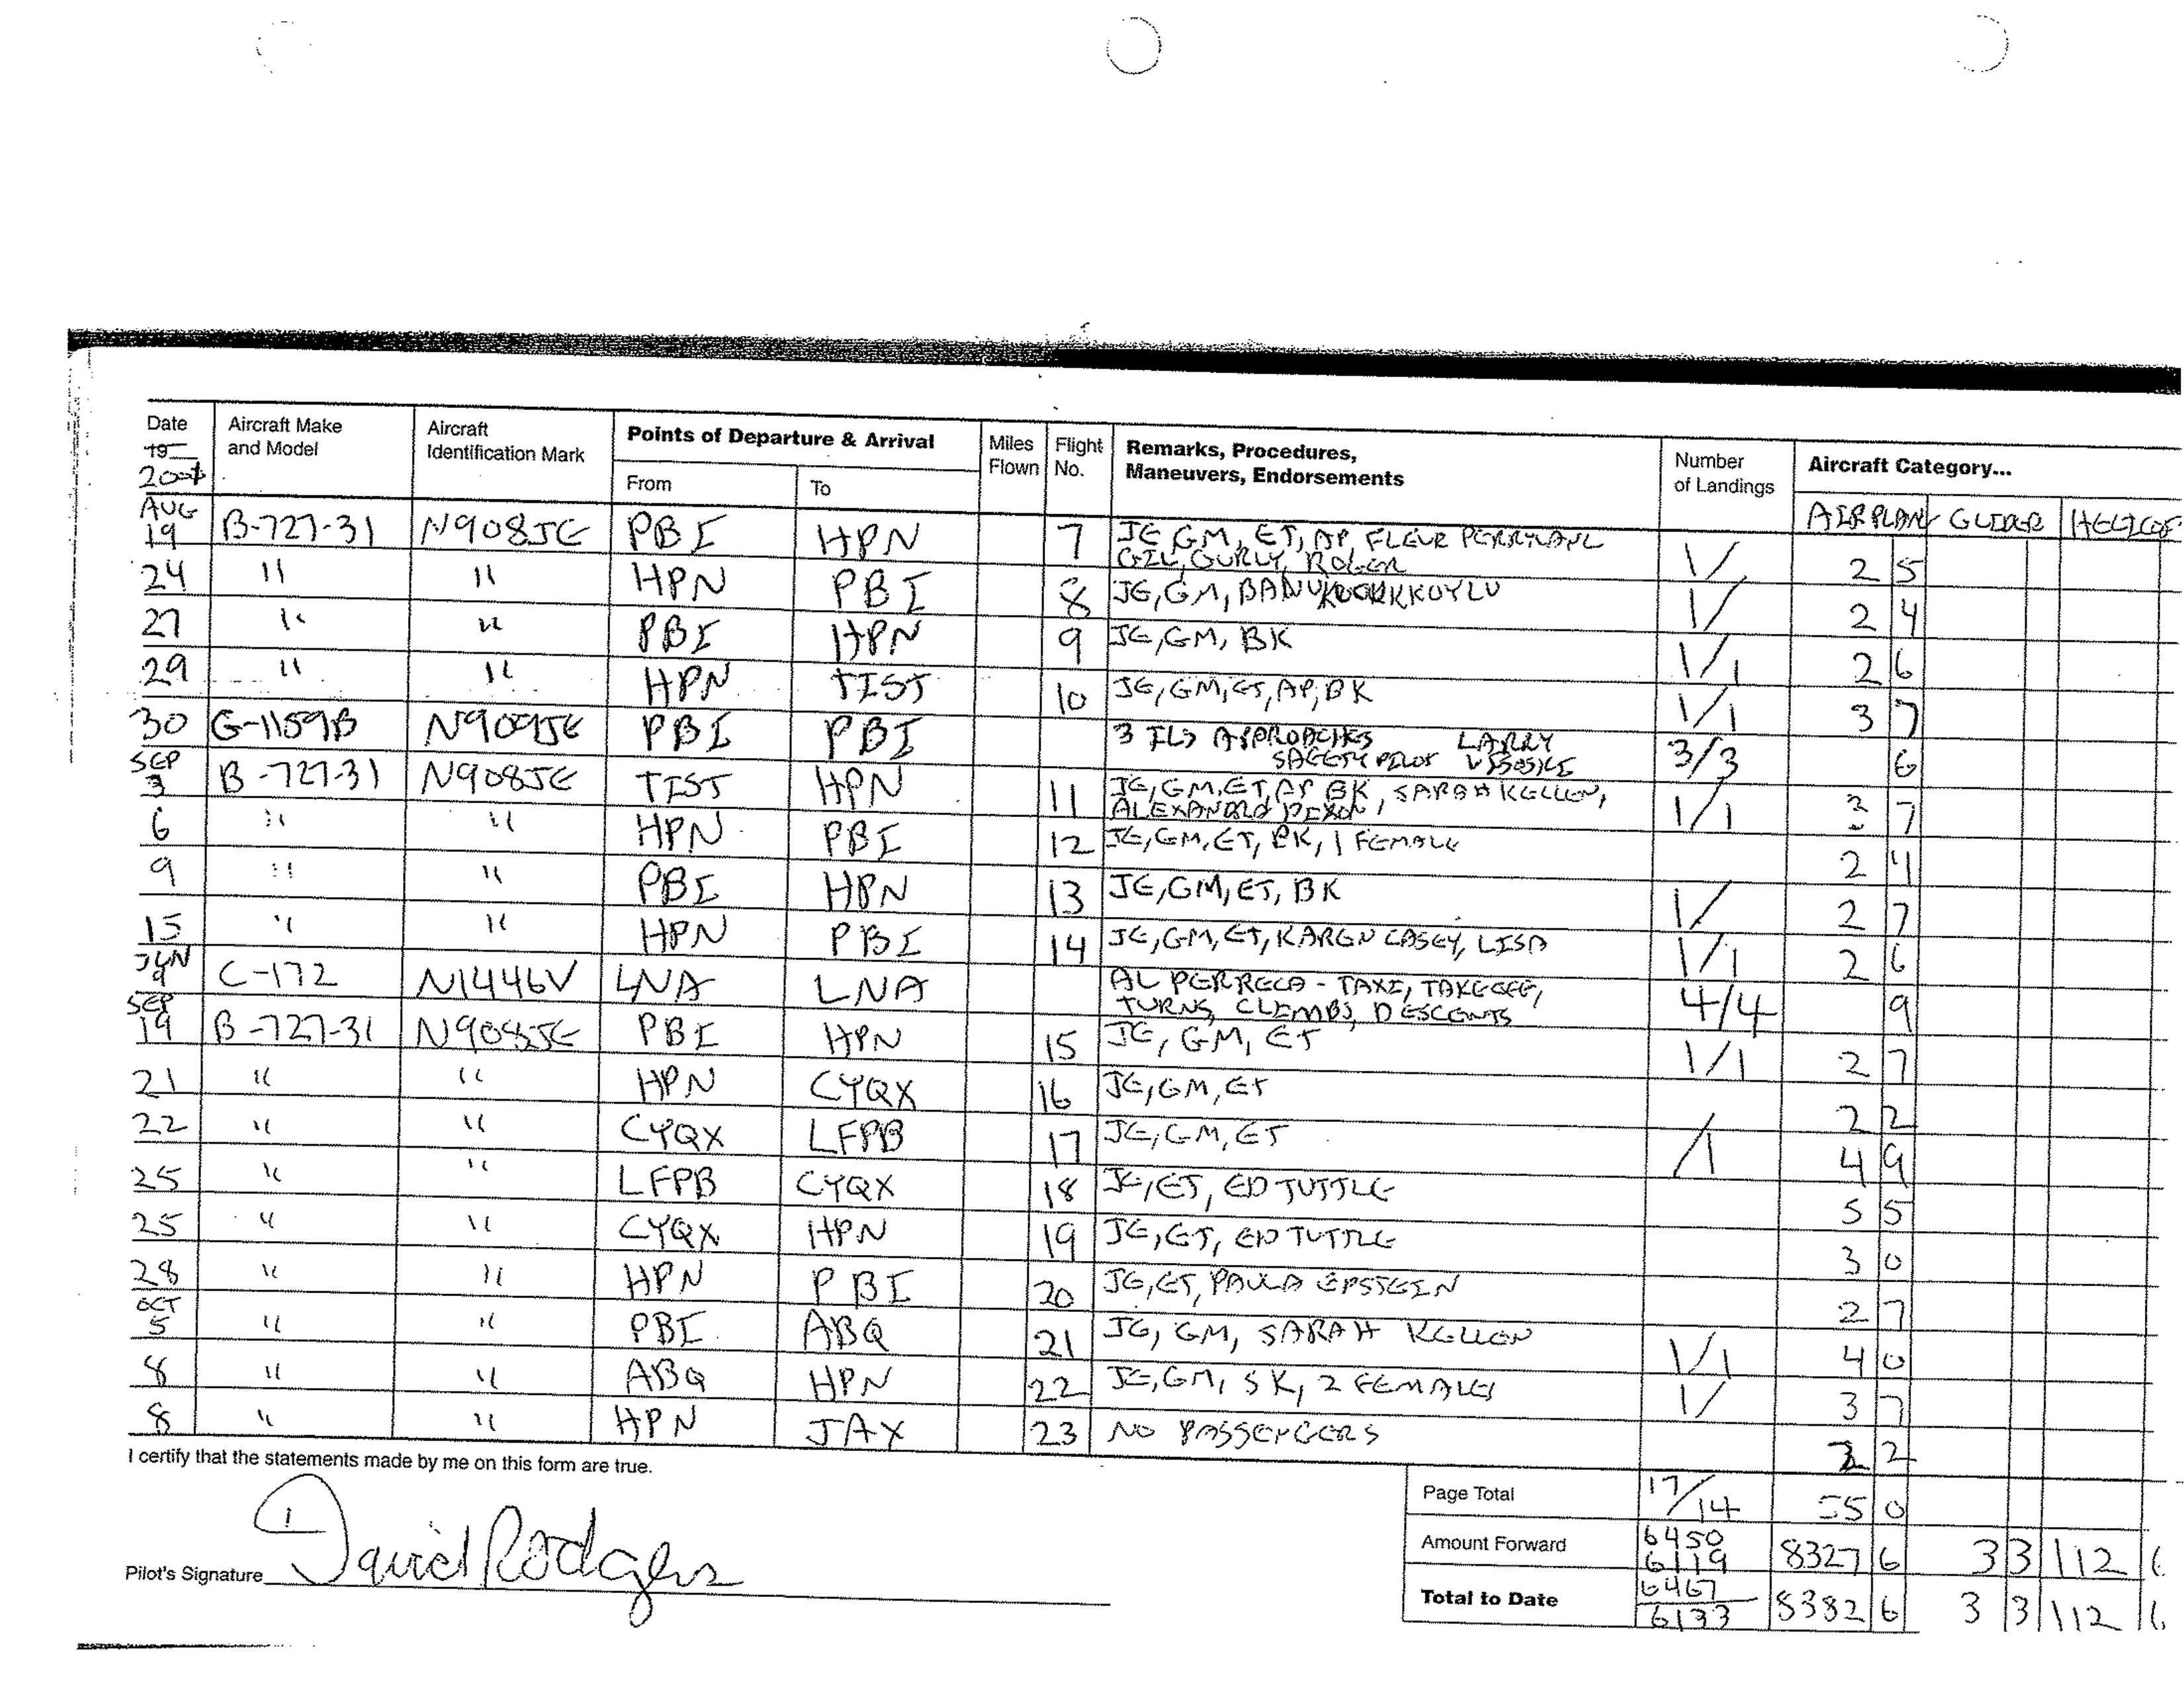 Date Aircraft Make and Model Aircraft Identification Mark Points of Departure & Arrival Miles Flown Flight No. Remarks, Procedures, Maneuvers, Endorsements Number of Landings Aircraft Category...
19 2001 From To AIRPLANE GLIDER HELICOP
AUG 19 B-727-31 N908JE PBI HPN 7 JE GM, ET, AP FLEUR PERRY 1/ 2 5
24 " " HPN PBI 8 JE, GM, BANU 1/ 2 4
27 " " PBI HPN 9 JE, GM, BK 1/1 2 6
29 " " HPN TIST 10 JE, GM, ET, AP, BK 1/1 3 7
30 G-1159B N909JE PBI PBI 3 ILS APPROACHES LARRY
SAFETY PILOT VISOSKI 3/3 6
SEP 3 B-727-31 N908JE TIST HPN 11 JE, GM, ET, AP BK, SARAH KELLEN, 1/1 3 7
6 " " HPN PBI 12 JE, GM, ET, BK, 1 FEMALE 2 4
9 " " PBI HPN 13 JE, GM, ET, BK 1/ 2 7
15 " " HPN PBI 14 JE, GM, ET, KAREN CASEY, LISA 1/1 2 6
JUN 9 C-172 N1446V LNA LNA AL PERRECA - TAXI, TAKEOFF,
TURNS, CLIMBS, DESCENTS 4/4 9
SEP 19 B-727-31 N908JE PBI HPN 15 JE, GM, ET 1/1 2 7
21 " " HPN CYQX 16 JE, GM, ET 2 2
22 " " CYQX LFPB 17 JE, GM, ET /1 4 9
25 " " LFPB CYQX 18 JE, ET, ED TUTTLE 5 5
25 " " CYQX HPN 19 JE, ET, ED TUTTLE 3 0
28 " " HPN PBI 20 JE, ET, PAULA EPSTEIN 2 7
OCT 5 " " PBI ABQ 21 JE, GM, SARAH KELLEN 1/1 4 0
8 " " ABQ HPN 22 JE, GM, SK, 2 FEMALES 1/ 3 7
8 " " HPN JAX 23 NO PASSENGERS 2 2
I certify that the statements made by me on this form are true.
Page Total 17/14 55 0
Amount Forward 6450 6119 8327 6 3 3 112
Pilot's Signature David Rodgers
Total to Date 6467 6133 8382 6 3 3 112